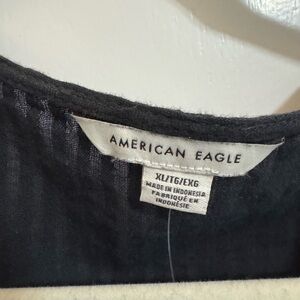 AMERICAN EAGLE
XL/TG/EXG
MADE IN INDONESIA
FABRIQUÉ EN
INDONÉSIE